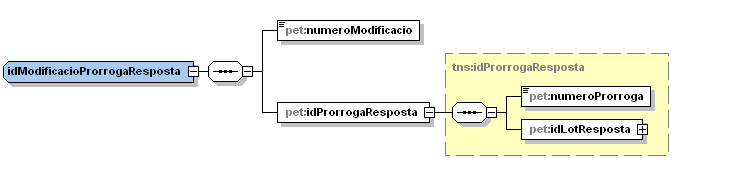 pet:numeroModificacio
tns:idProrrogaResposta
idModificacioProrrogaResposta
pet:numeroProrroga
pet:idProrrogaResposta
pet:idLotResposta